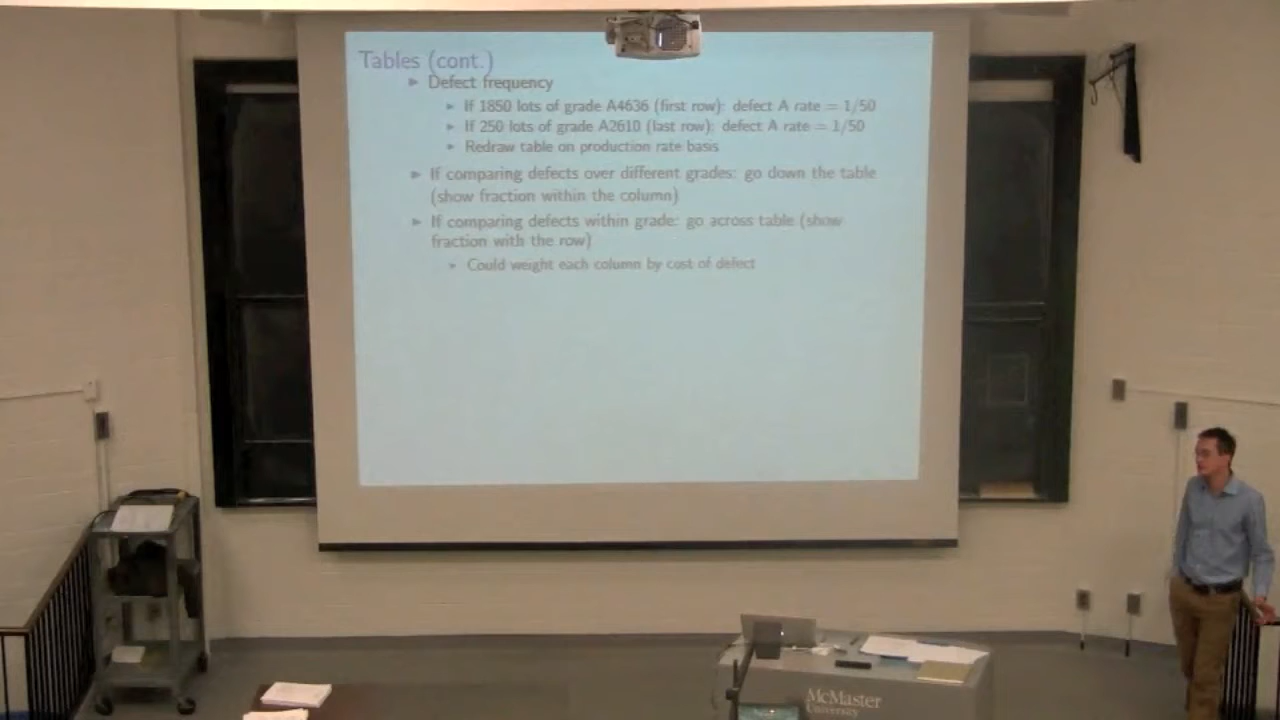 Tables (cont.)
► Defect frequency
► If 1850 lots of grade A4636 (first row): defect A rate = 1/50
► If 250 lots of grade A2610 (last row): defect A rate = 1/50
► Redraw table on production rate basis
► If comparing defects over different grades: go down the table
(show fraction within the column)
► If comparing defects within grade: go across table (show
fraction with the row)
► Could weight each column by cost of defect
McMaster
University